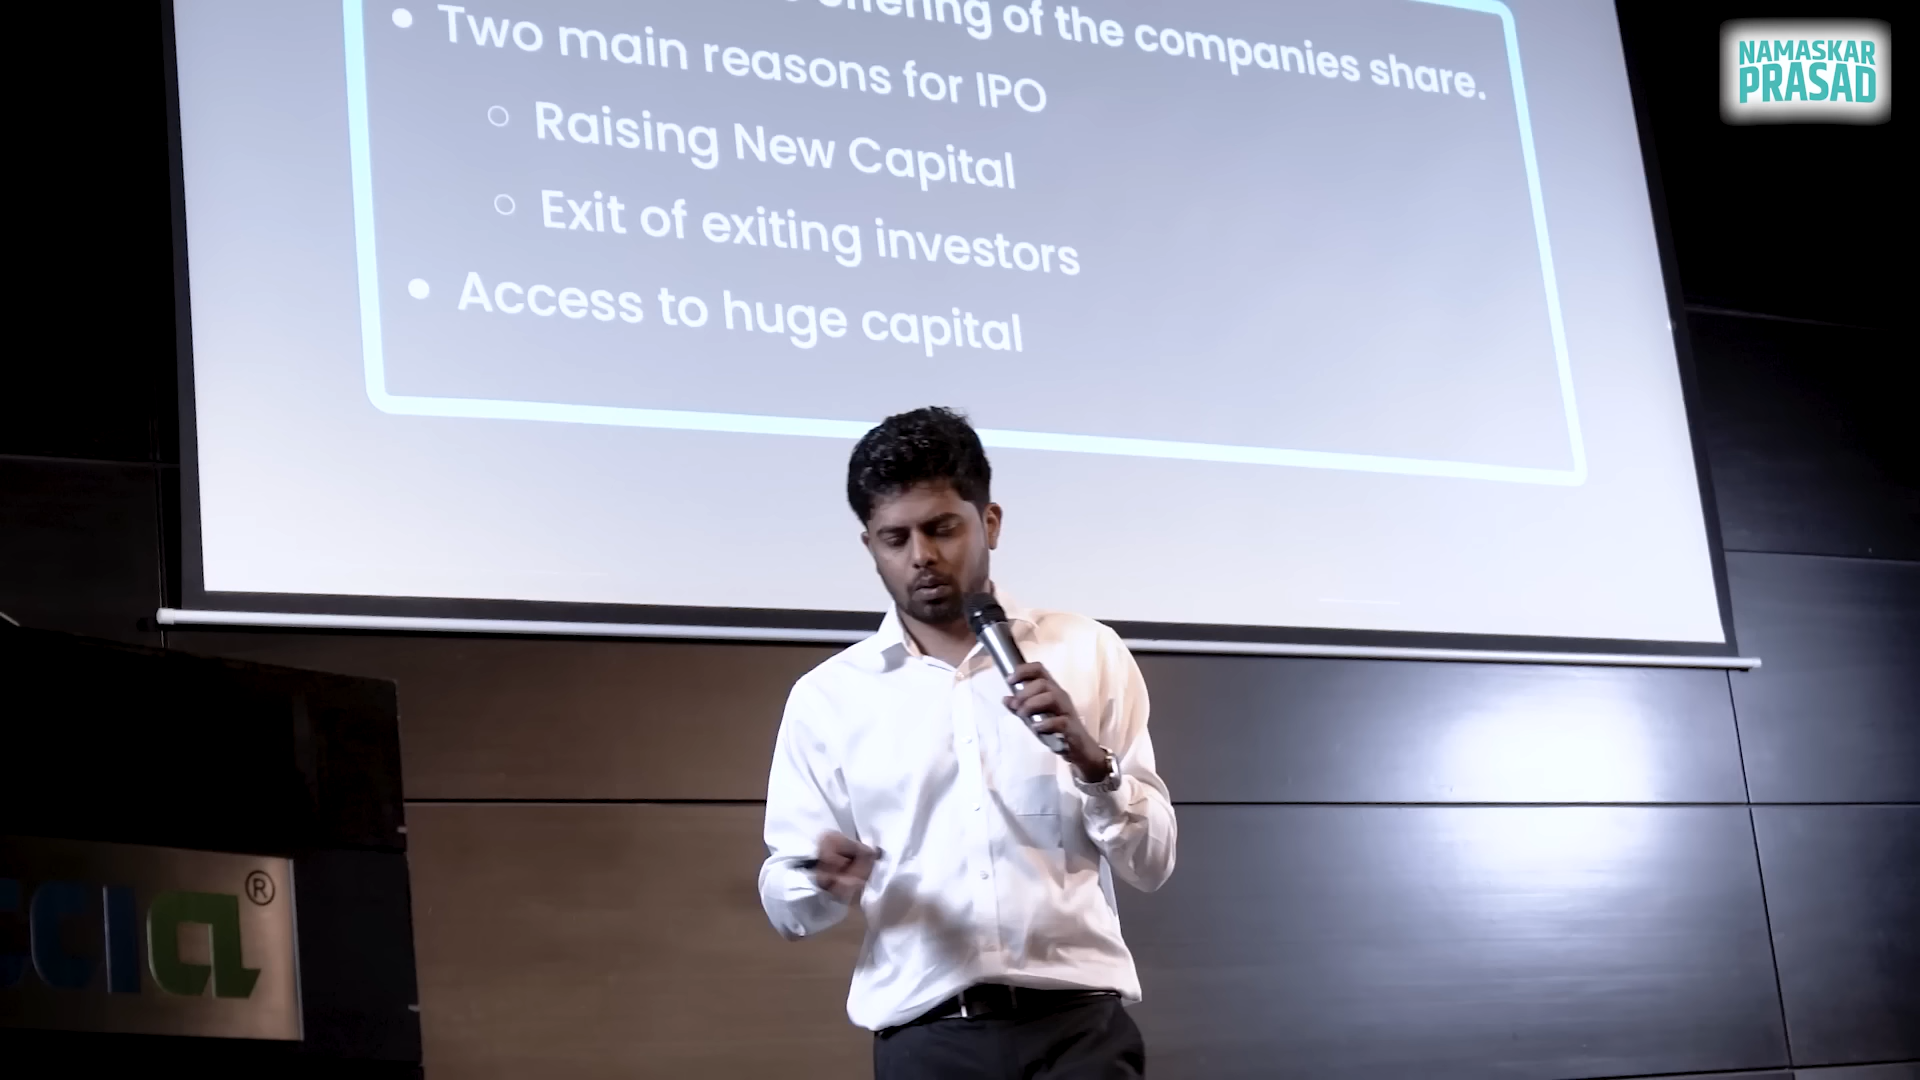 offering of the companies share.
• Two main reasons for IPO
○ Raising New Capital
○ Exit of exiting investors
• Access to huge capital
NAMASKAR
PRASAD
CCIA®